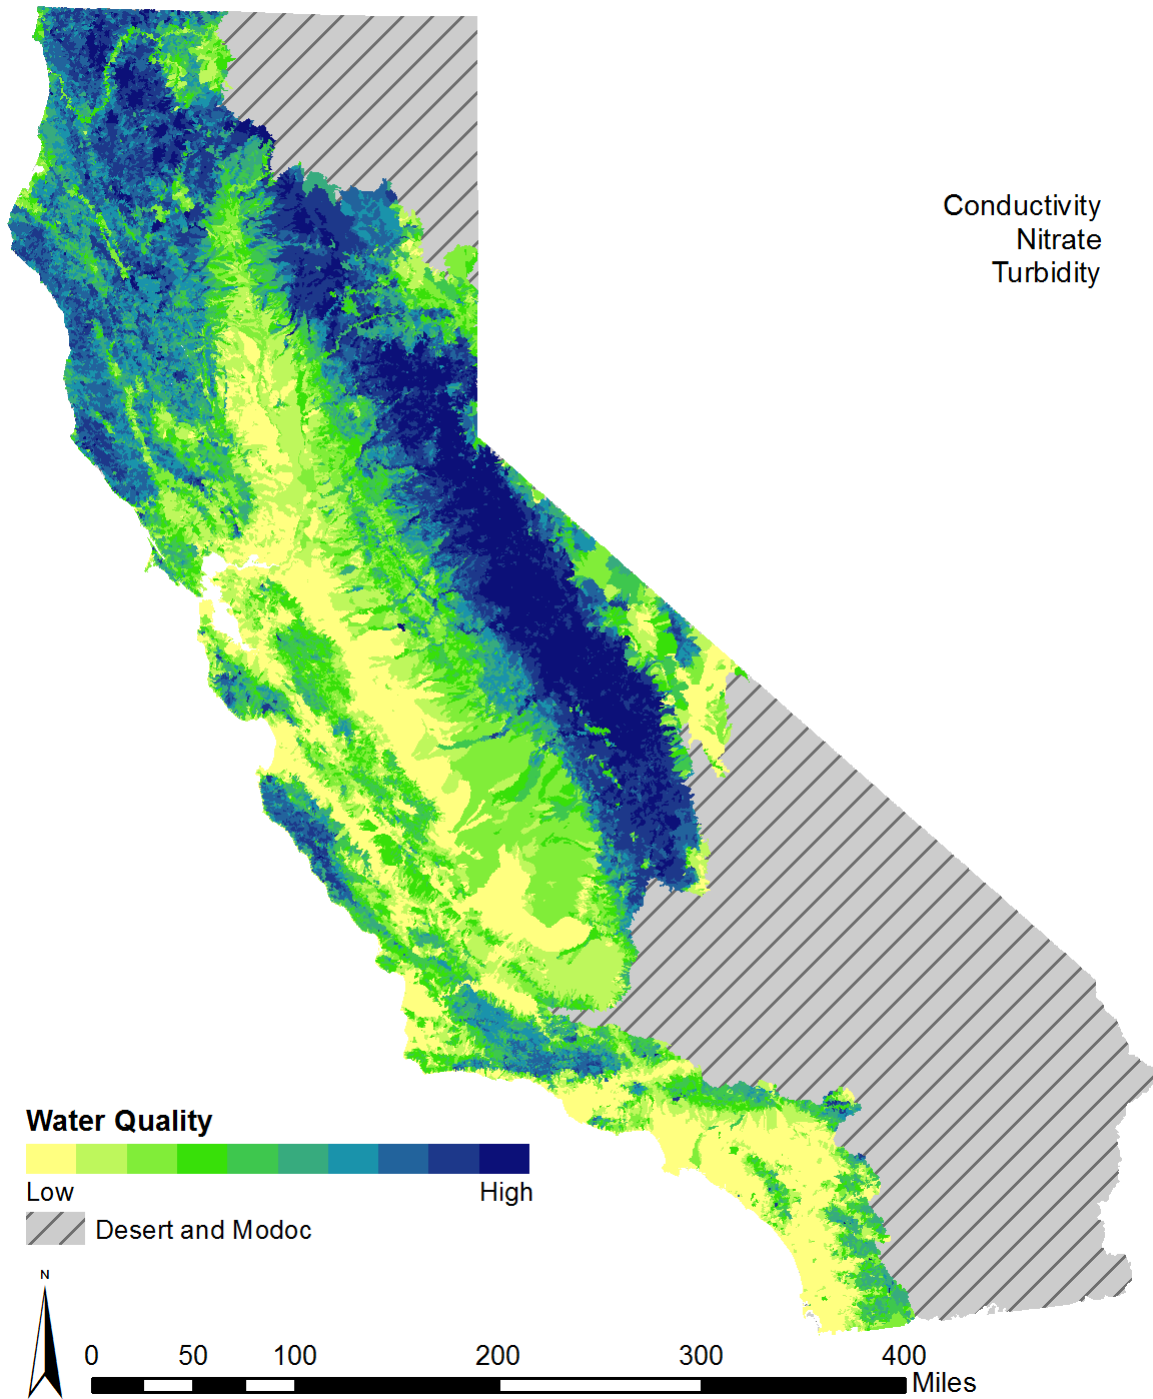 Conductivity
Nitrate
Turbidity
Water Quality
Low High
Desert and Modoc
N
0 50 100 200 300 400
Miles